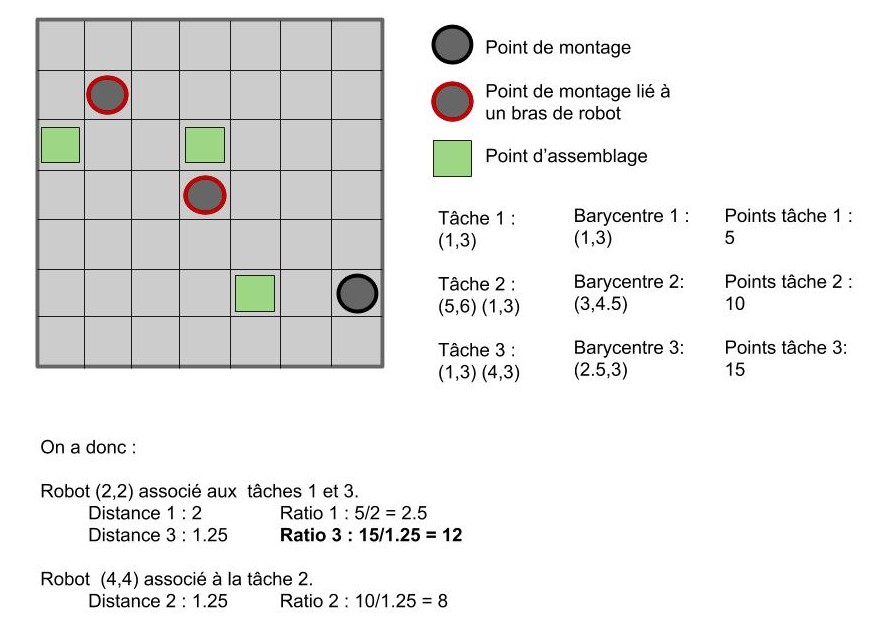 Point de montage
Point de montage lié à
un bras de robot
Point d'assemblage
Tâche 1 :
(1,3)
Barycentre 1 :
(1,3)
Points tâche 1 :
5
Tâche 2 :
(5,6) (1,3)
Barycentre 2:
(3,4.5)
Points tâche 2 :
10
Tâche 3 :
(1,3) (4,3)
Barycentre 3:
(2.5,3)
Points tâche 3:
15
On a donc :
Robot (2,2) associé aux tâches 1 et 3.
Distance 1 : 2 Ratio 1 : 5/2 = 2.5
Distance 3 : 1.25 Ratio 3 : 15/1.25 = 12
Robot (4,4) associé à la tâche 2.
Distance 2 : 1.25 Ratio 2 : 10/1.25 = 8